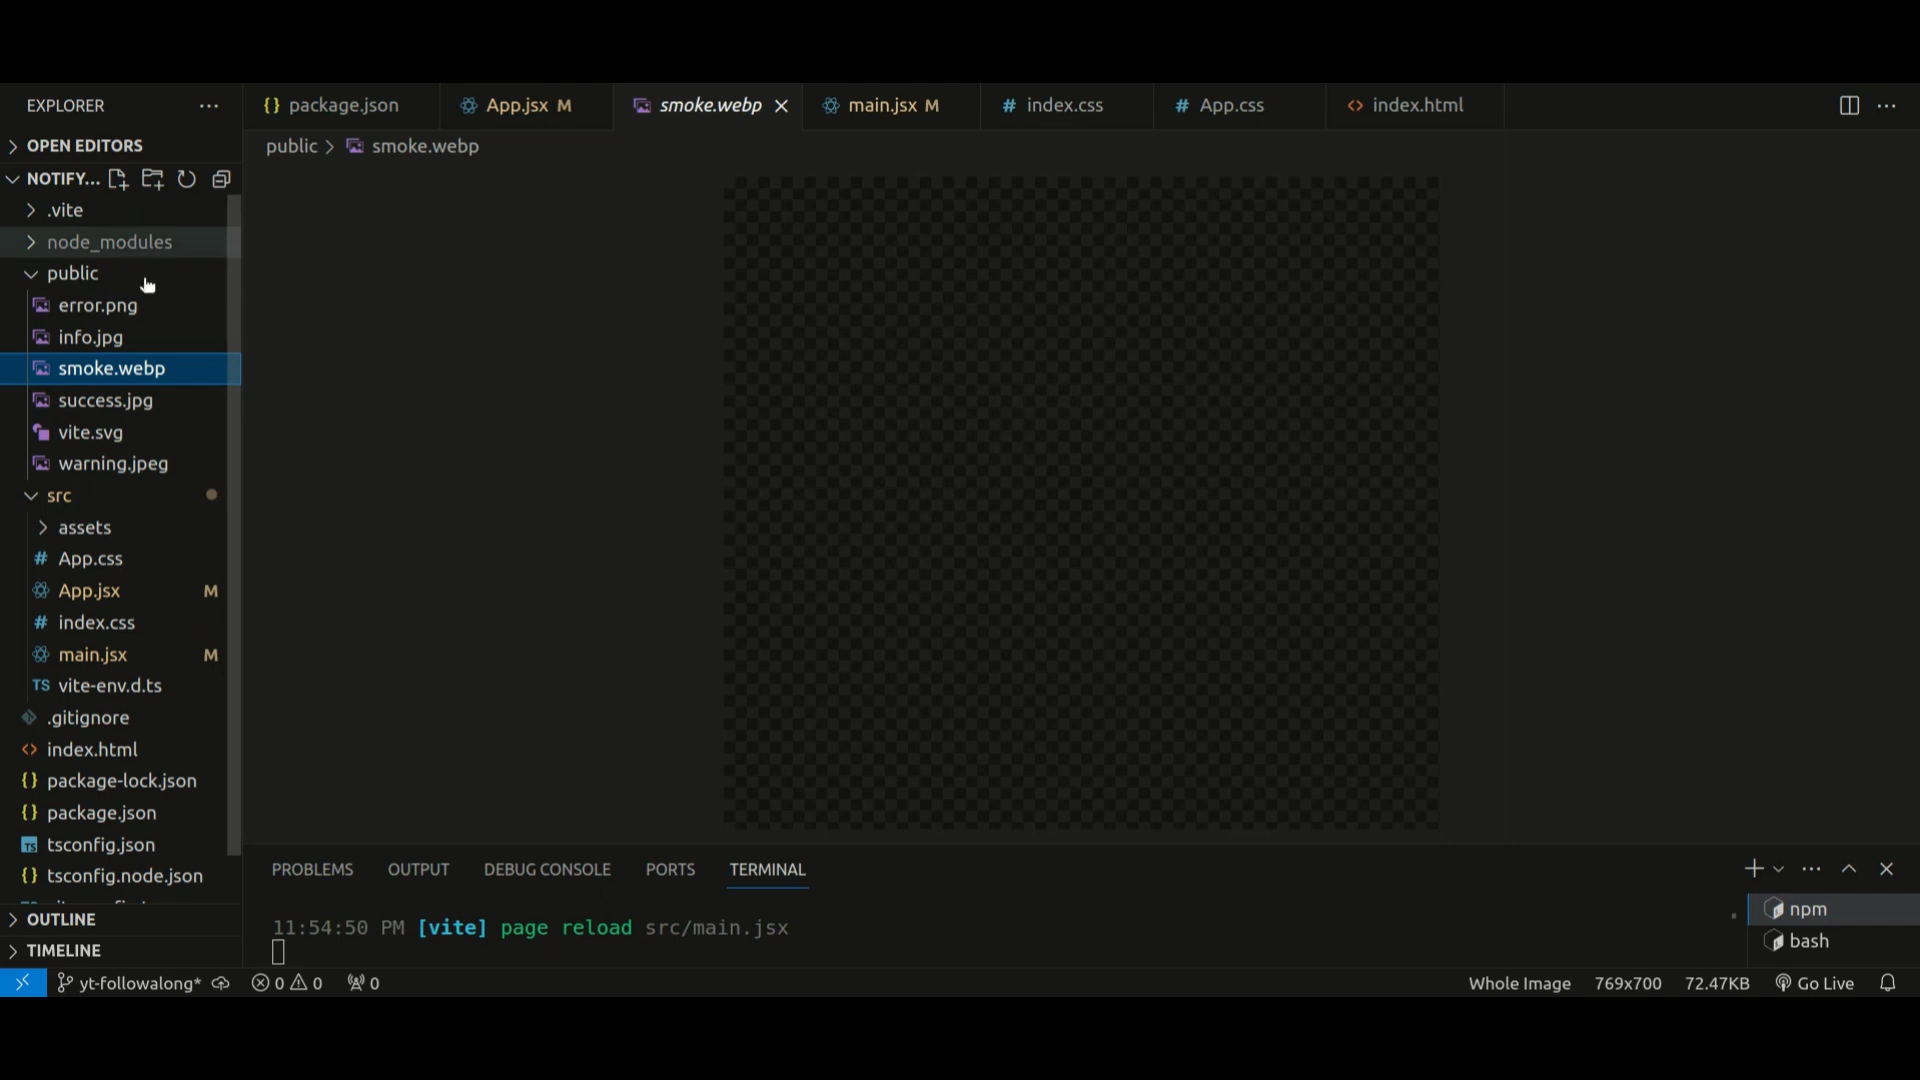 EXPLORER
package.json
App.jsx M
smoke.webp
main.jsx M
index.css
App.css
index.html
OPEN EDITORS
public > smoke.webp
NOTIFY...
.vite
node_modules
public
error.png
info.jpg
smoke.webp
success.jpg
vite.svg
warning.jpeg
src
assets
App.css
App.jsx M
index.css
main.jsx M
TS vite-env.d.ts
.gitignore
index.html
package-lock.json
package.json
TS tsconfig.json
tsconfig.node.json
OUTLINE
TIMELINE
PROBLEMS
OUTPUT
DEBUG CONSOLE
PORTS
TERMINAL
11:54:50 PM [vite] page reload src/main.jsx
npm
bash
yt-followalong*
0 0
0
Whole Image
769x700
72.47KB
Go Live